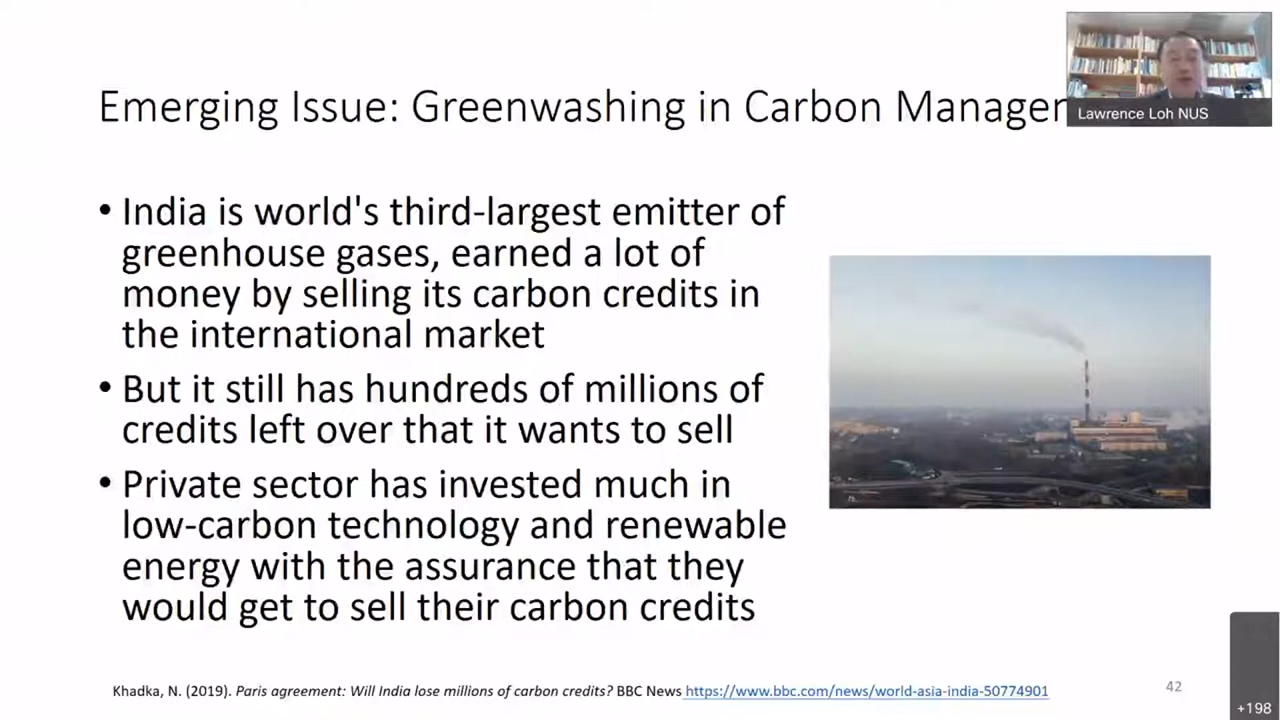 Emerging Issue: Greenwashing in Carbon Manager
Lawrence Loh NUS
• India is world's third-largest emitter of
greenhouse gases, earned a lot of
money by selling its carbon credits in
the international market
• But it still has hundreds of millions of
credits left over that it wants to sell
• Private sector has invested much in
low-carbon technology and renewable
energy with the assurance that they
would get to sell their carbon credits
Khadka, N. (2019). Paris agreement: Will India lose millions of carbon credits? BBC News https://www.bbc.com/news/world-asia-india-50774901
42
+198